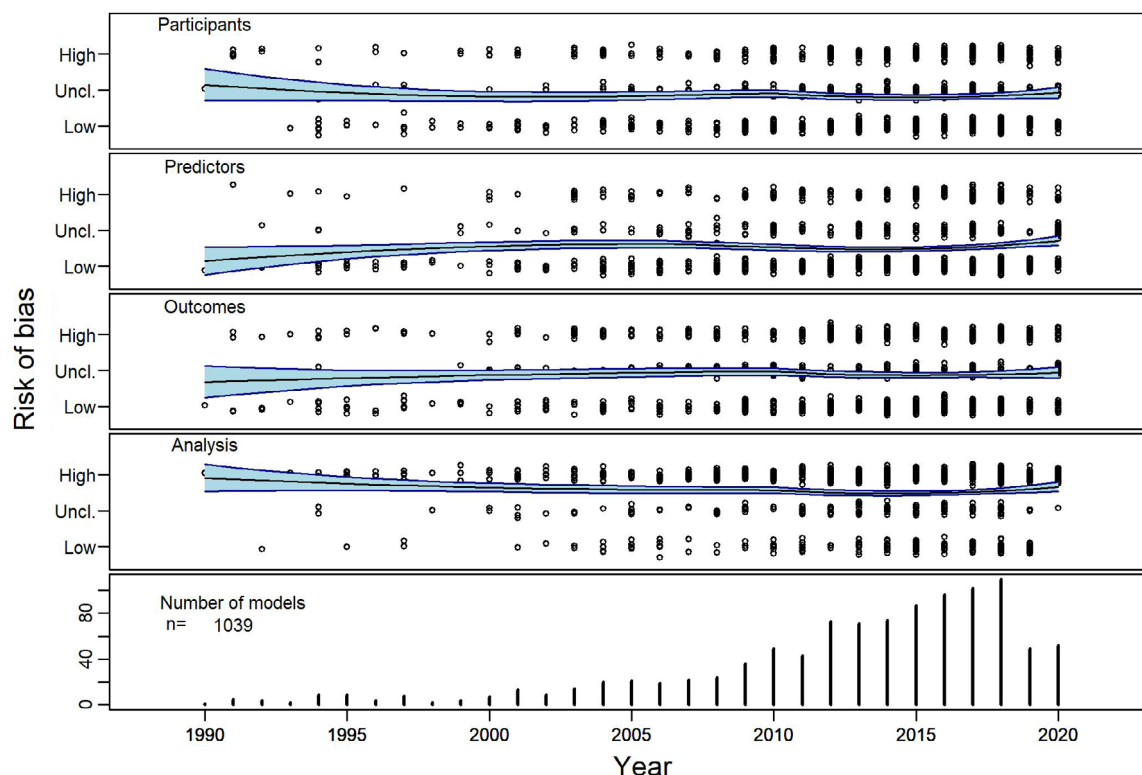 Risk of bias
Participants
High
Uncl.
Low
Predictors
High
Uncl.
Low
Outcomes
High
Uncl.
Low
Analysis
High
Uncl.
Low
Number of models
n= 1039
80
40
0
1990 1995 2000 2005 2010 2015 2020
Year